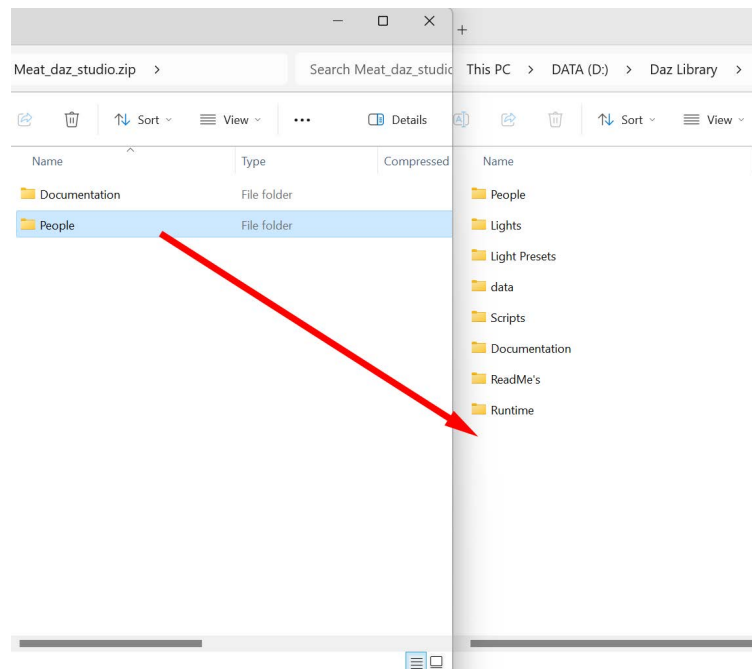 Meat_daz_studio.zip >
Search Meat_daz_studio
Sort
View
...
Details
Name
Type
Compressed
Documentation
File folder
People
File folder
+
This PC > DATA (D:) > Daz Library >
Sort
View
Name
People
Lights
Light Presets
data
Scripts
Documentation
ReadMe's
Runtime